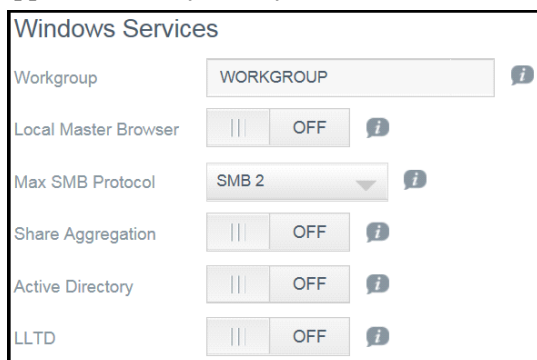 Windows Services
Workgroup WORKGROUP i
Local Master Browser OFF i
Max SMB Protocol SMB 2 i
Share Aggregation OFF i
Active Directory OFF i
LLTD OFF i